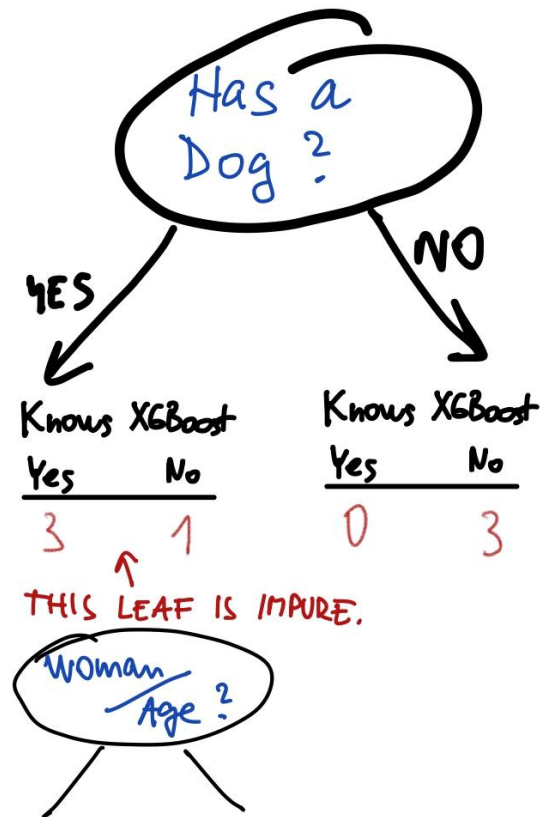 Has a
Dog ?
YES
NO
Knows XGBoost
Yes No
3 1
Knows XGBoost
Yes No
0 3
THIS LEAF IS IMPURE.
Woman/
Age ?